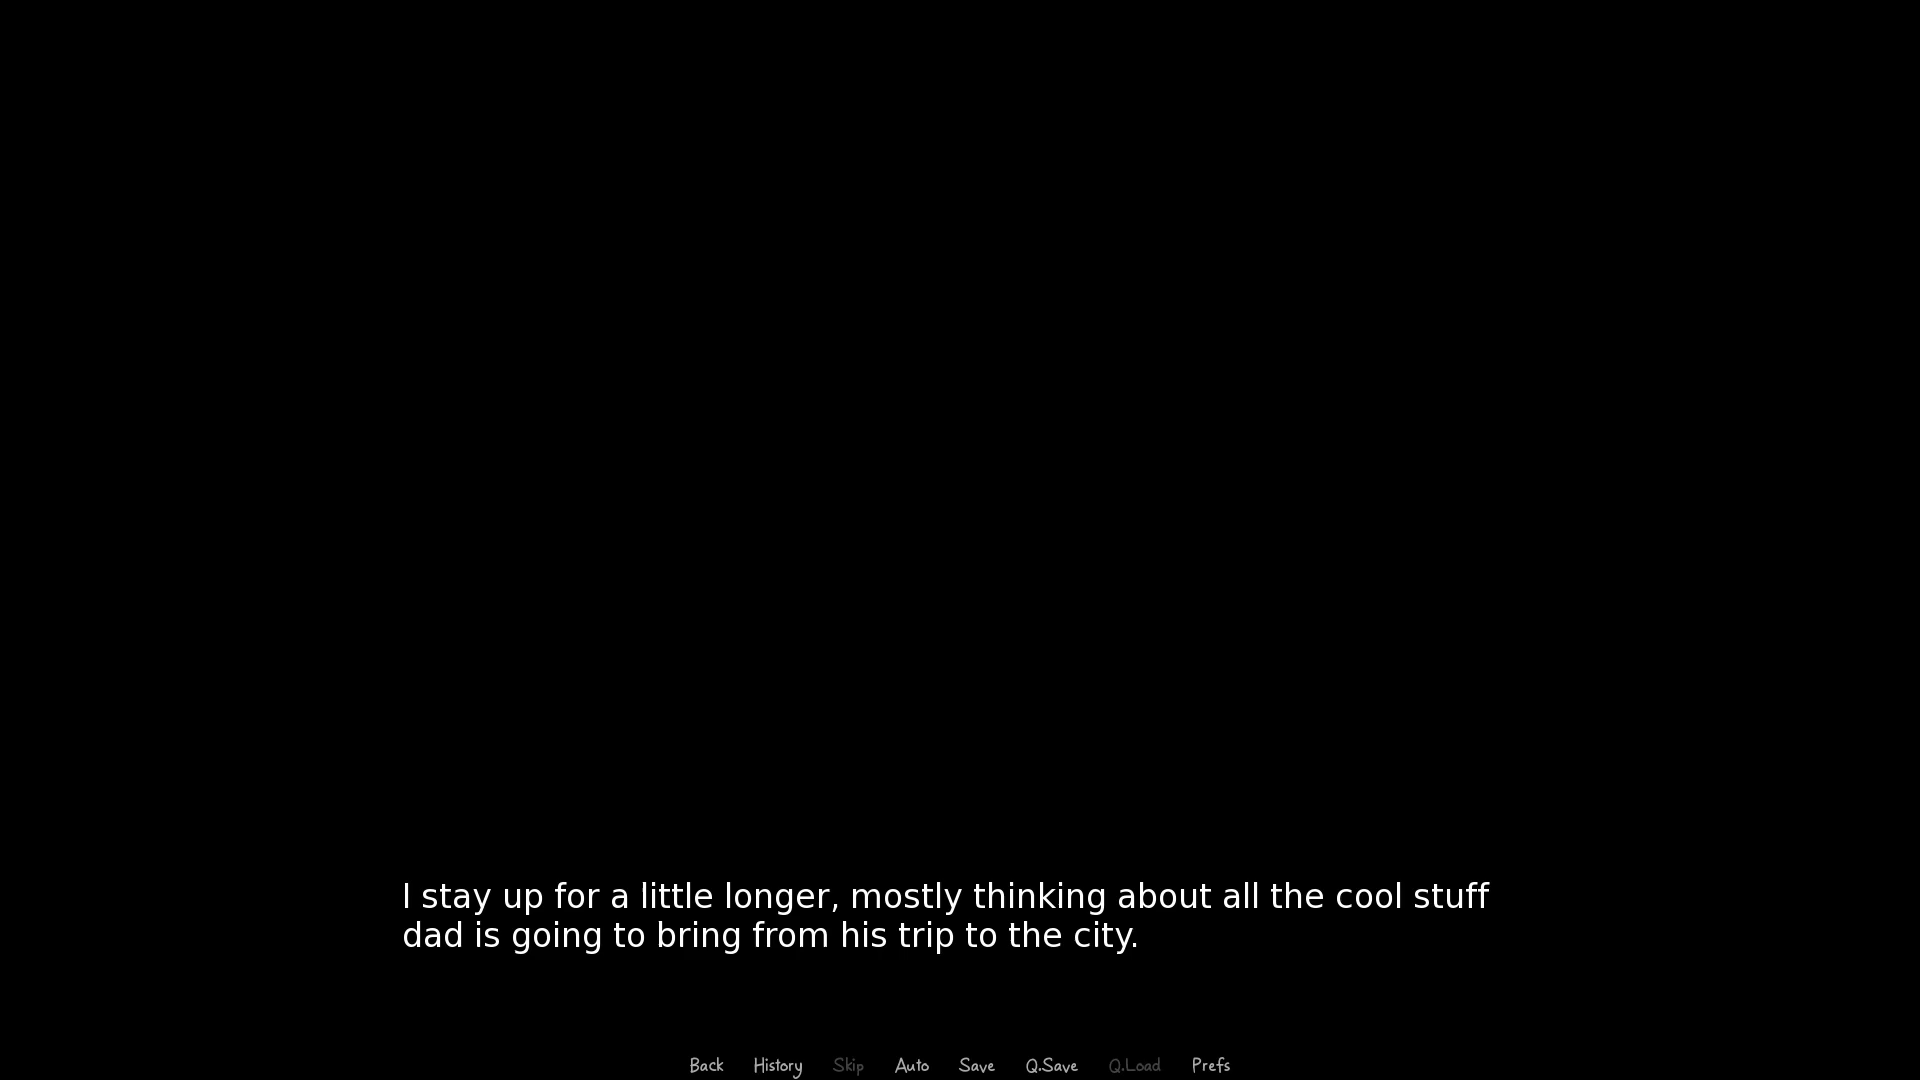 I stay up for a little longer, mostly thinking about all the cool stuff
dad is going to bring from his trip to the city.
Back History Skip Auto Save Q.Save Q.Load Prefs